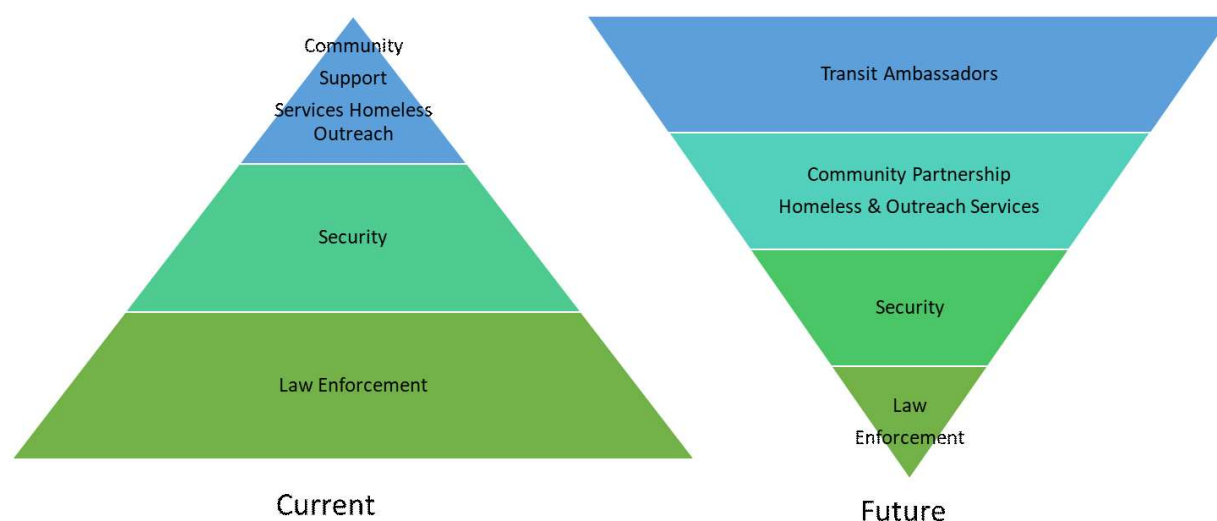 Community
Support
Services Homeless
Outreach
Security
Law Enforcement
Current
Transit Ambassadors
Community Partnership
Homeless & Outreach Services
Security
Law
Enforcement
Future